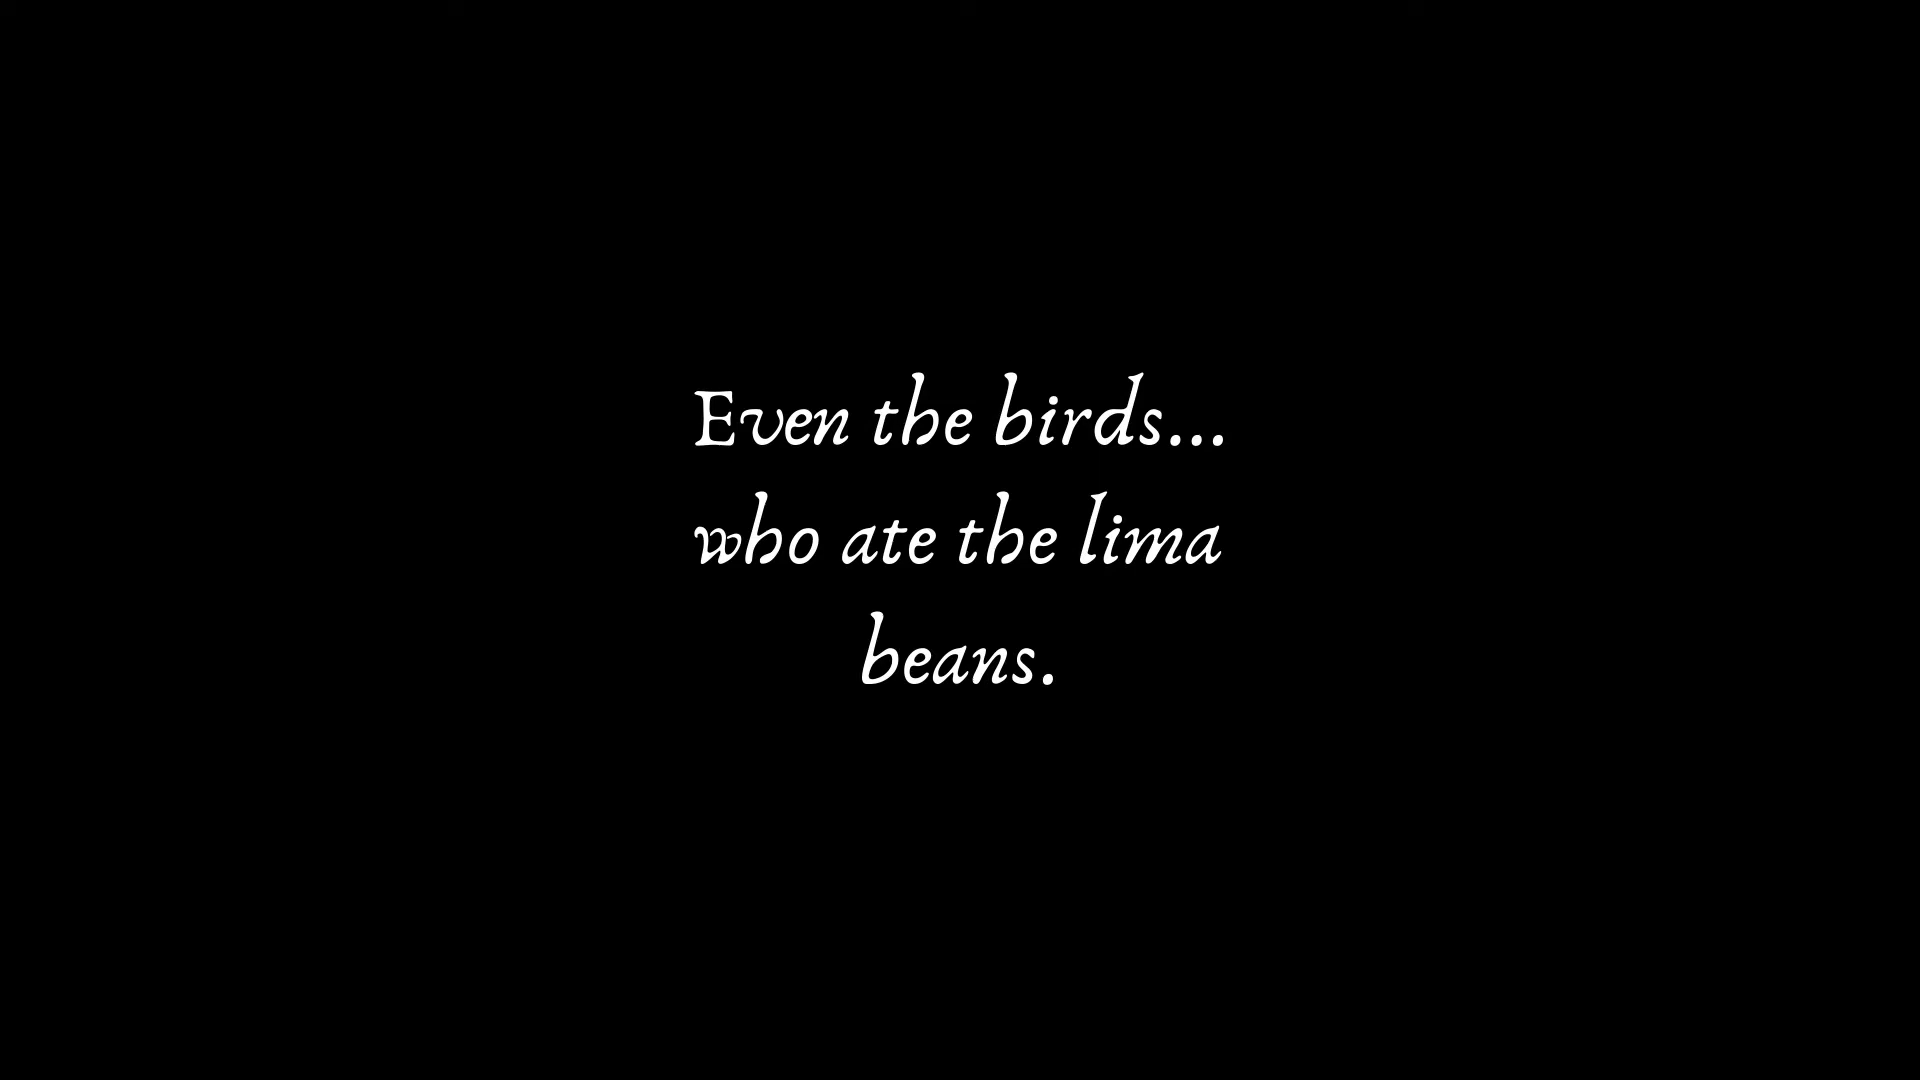 Even the birds...
who ate the lima
beans.